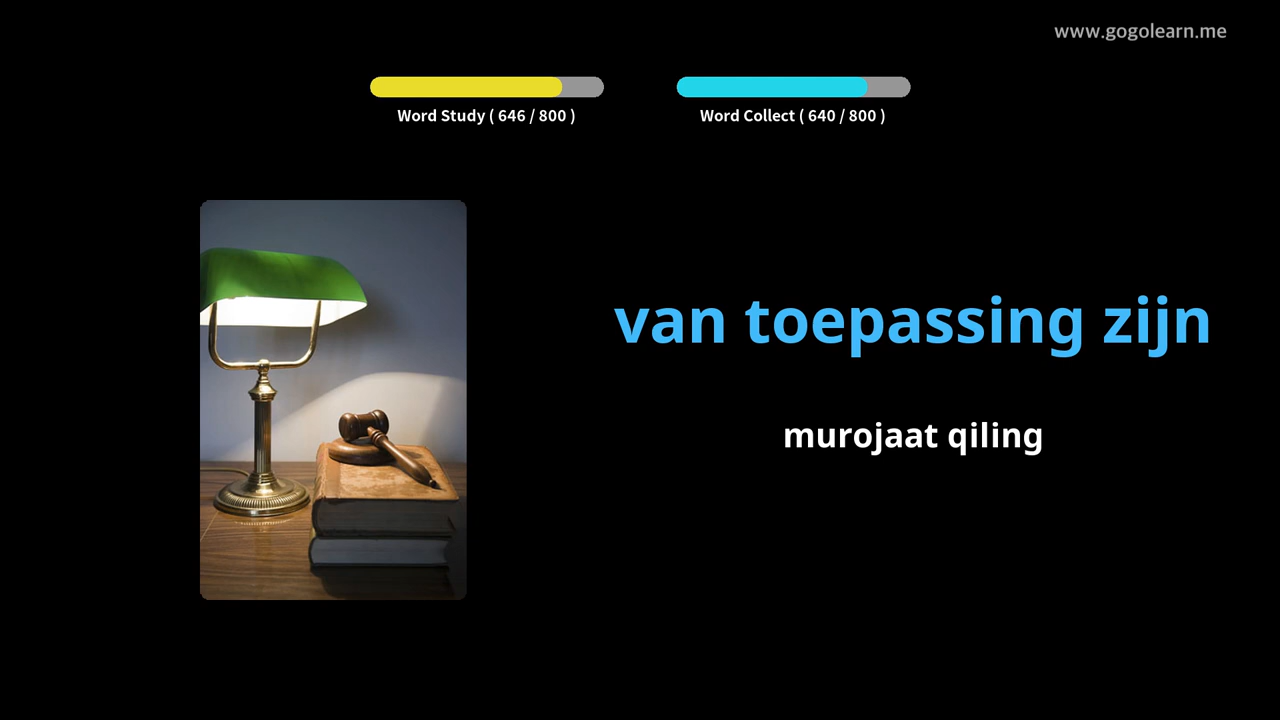 www.gogolearn.me
Word Study ( 646 / 800 )
Word Collect ( 640 / 800 )
van toepassing zijn
murojaat qiling